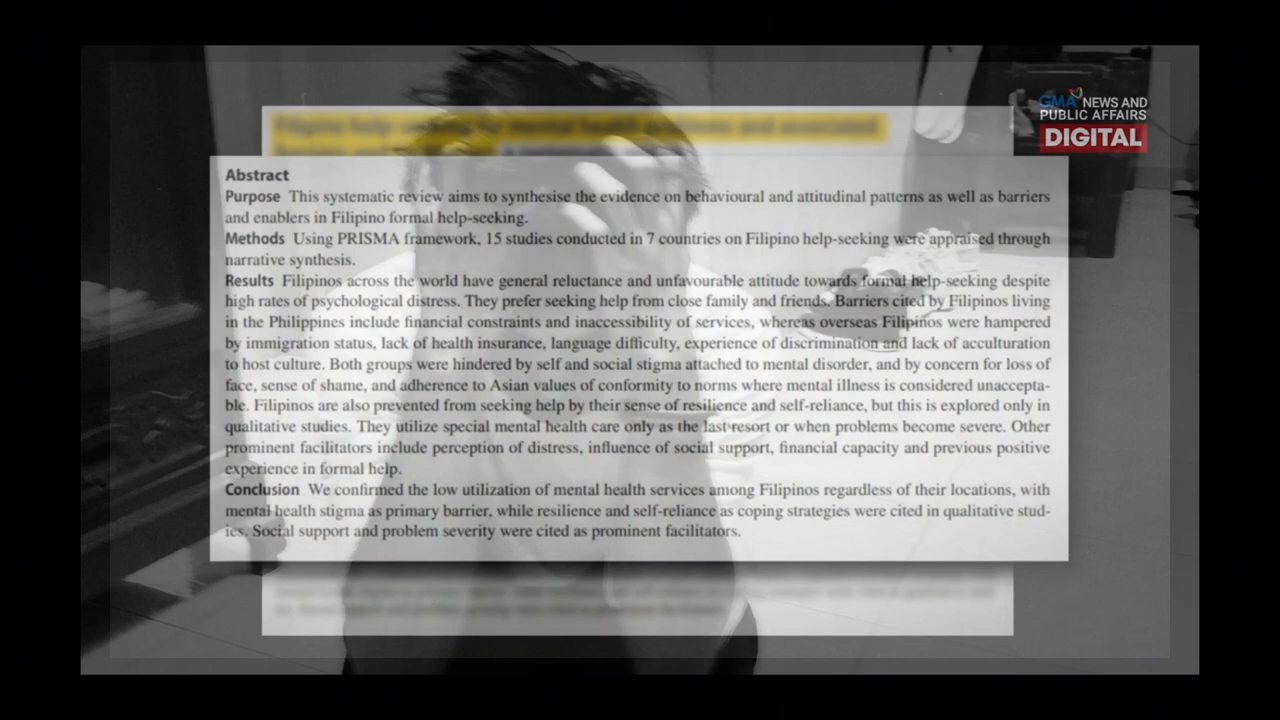 GMA NEWS AND
PUBLIC AFFAIRS
DIGITAL
Abstract
Purpose This systematic review aims to synthesise the evidence on behavioural and attitudinal patterns as well as barriers
and enablers in Filipino formal help-seeking.
Methods Using PRISMA framework, 15 studies conducted in 7 countries on Filipino help-seeking were appraised through
narrative synthesis.
Results Filipinos across the world have general reluctance and unfavourable attitude towards formal help-seeking despite
high rates of psychological distress. They prefer seeking help from close family and friends. Barriers cited by Filipinos living
in the Philippines include financial constraints and inaccessibility of services, whereas overseas Filipinos were hampered
by immigration status, lack of health insurance, language difficulty, experience of discrimination and lack of acculturation
to host culture. Both groups were hindered by self and social stigma attached to mental disorder, and by concern for loss of
face, sense of shame, and adherence to Asian values of conformity to norms where mental illness is considered unaccepta-
ble. Filipinos are also prevented from seeking help by their sense of resilience and self-reliance, but this is explored only in
qualitative studies. They utilize special mental health care only as the last resort or when problems become severe. Other
prominent facilitators include perception of distress, influence of social support, financial capacity and previous positive
experience in formal help.
Conclusion We confirmed the low utilization of mental health services among Filipinos regardless of their locations, with
mental health stigma as primary barrier, while resilience and self-reliance as coping strategies were cited in qualitative stud-
ies. Social support and problem severity were cited as prominent facilitators.